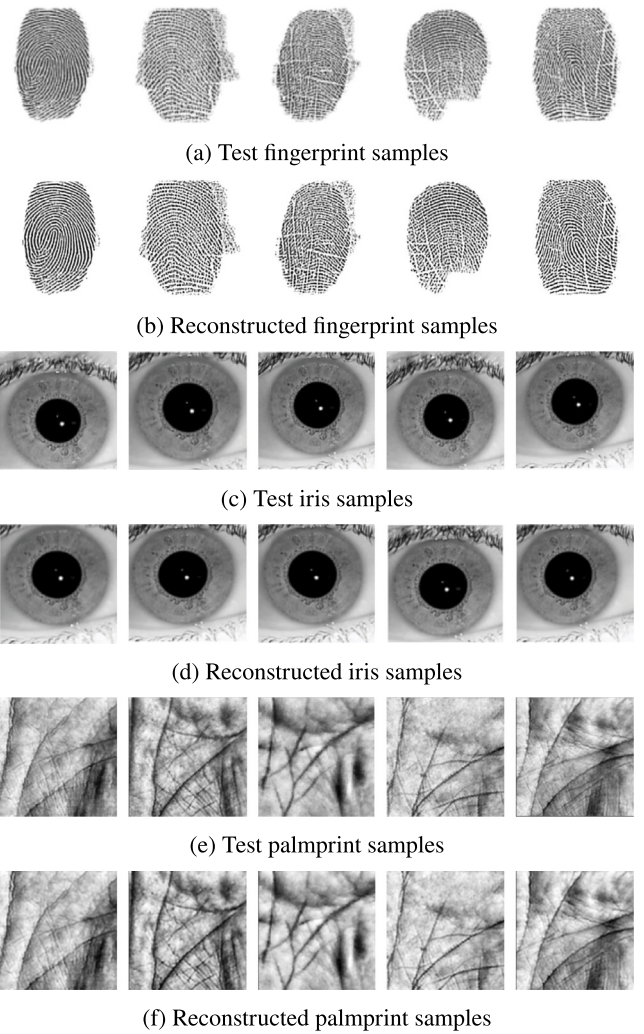 (a) Test fingerprint samples
(b) Reconstructed fingerprint samples
(c) Test iris samples
(d) Reconstructed iris samples
(e) Test palmprint samples
(f) Reconstructed palmprint samples